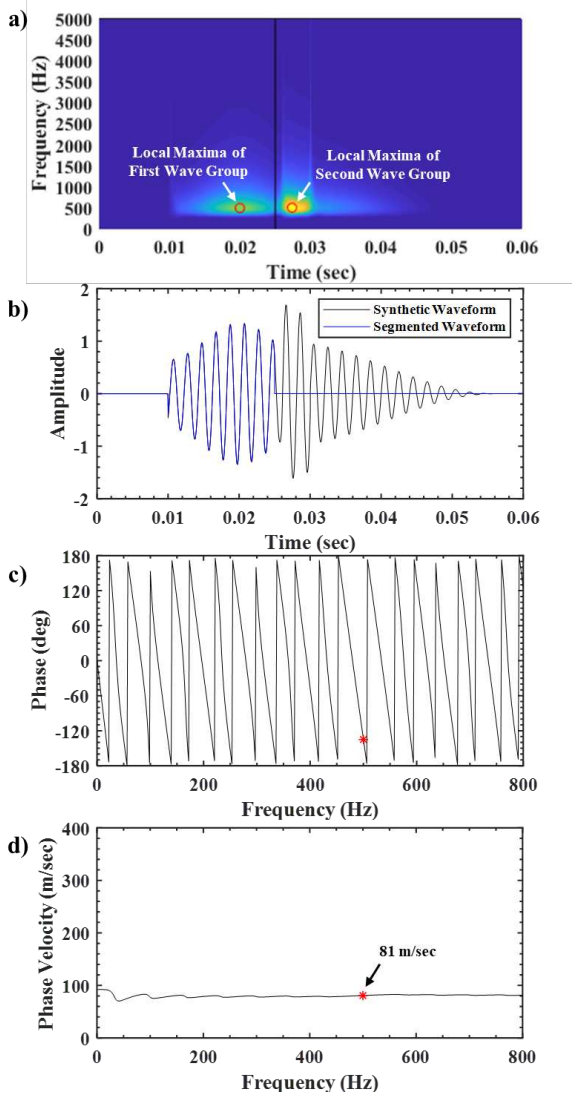 a)
5000
4500
4000
3500
3000
2500
2000
1500
1000
500
0
Frequency (Hz)
Local Maxima of
First Wave Group
Local Maxima of
Second Wave Group
0 0.01 0.02 0.03 0.04 0.05 0.06
Time (sec)
b)
2
1
0
-1
-2
Amplitude
Synthetic Waveform
Segmented Waveform
0 0.01 0.02 0.03 0.04 0.05 0.06
Time (sec)
c)
180
120
60
0
-60
-120
-180
Phase (deg)
0 200 400 600 800
Frequency (Hz)
d)
400
300
200
100
0
Phase Velocity (m/sec)
81 m/sec
0 200 400 600 800
Frequency (Hz)